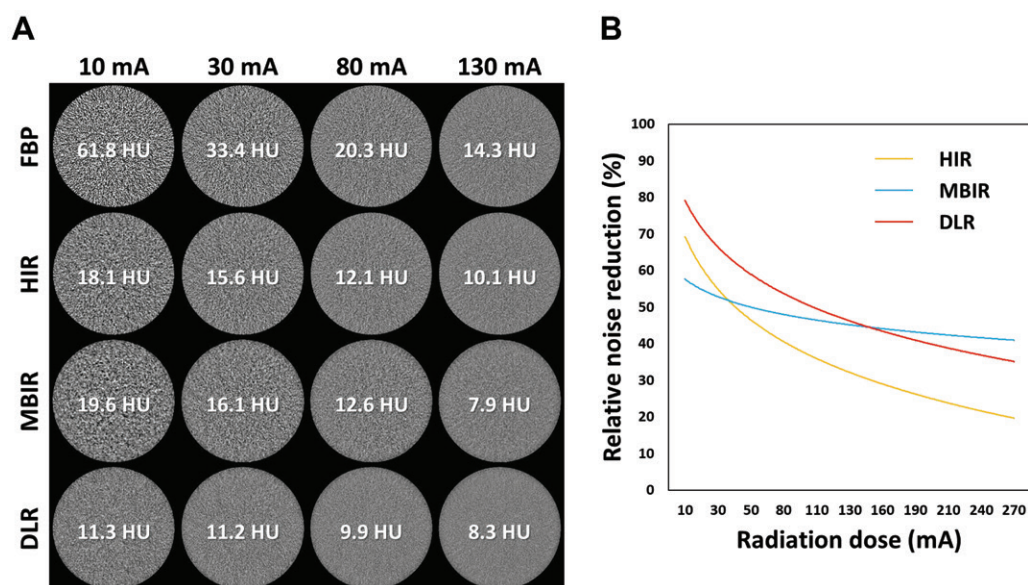 A
10 mA 30 mA 80 mA 130 mA
FBP 61.8 HU 33.4 HU 20.3 HU 14.3 HU
HIR 18.1 HU 15.6 HU 12.1 HU 10.1 HU
MBIR 19.6 HU 16.1 HU 12.6 HU 7.9 HU
DLR 11.3 HU 11.2 HU 9.9 HU 8.3 HU
B
Relative noise reduction (%)
100
90
80
70
60
50
40
30
20
10
0
HIR
MBIR
DLR
10 30 50 80 110 130 160 190 210 240 270
Radiation dose (mA)